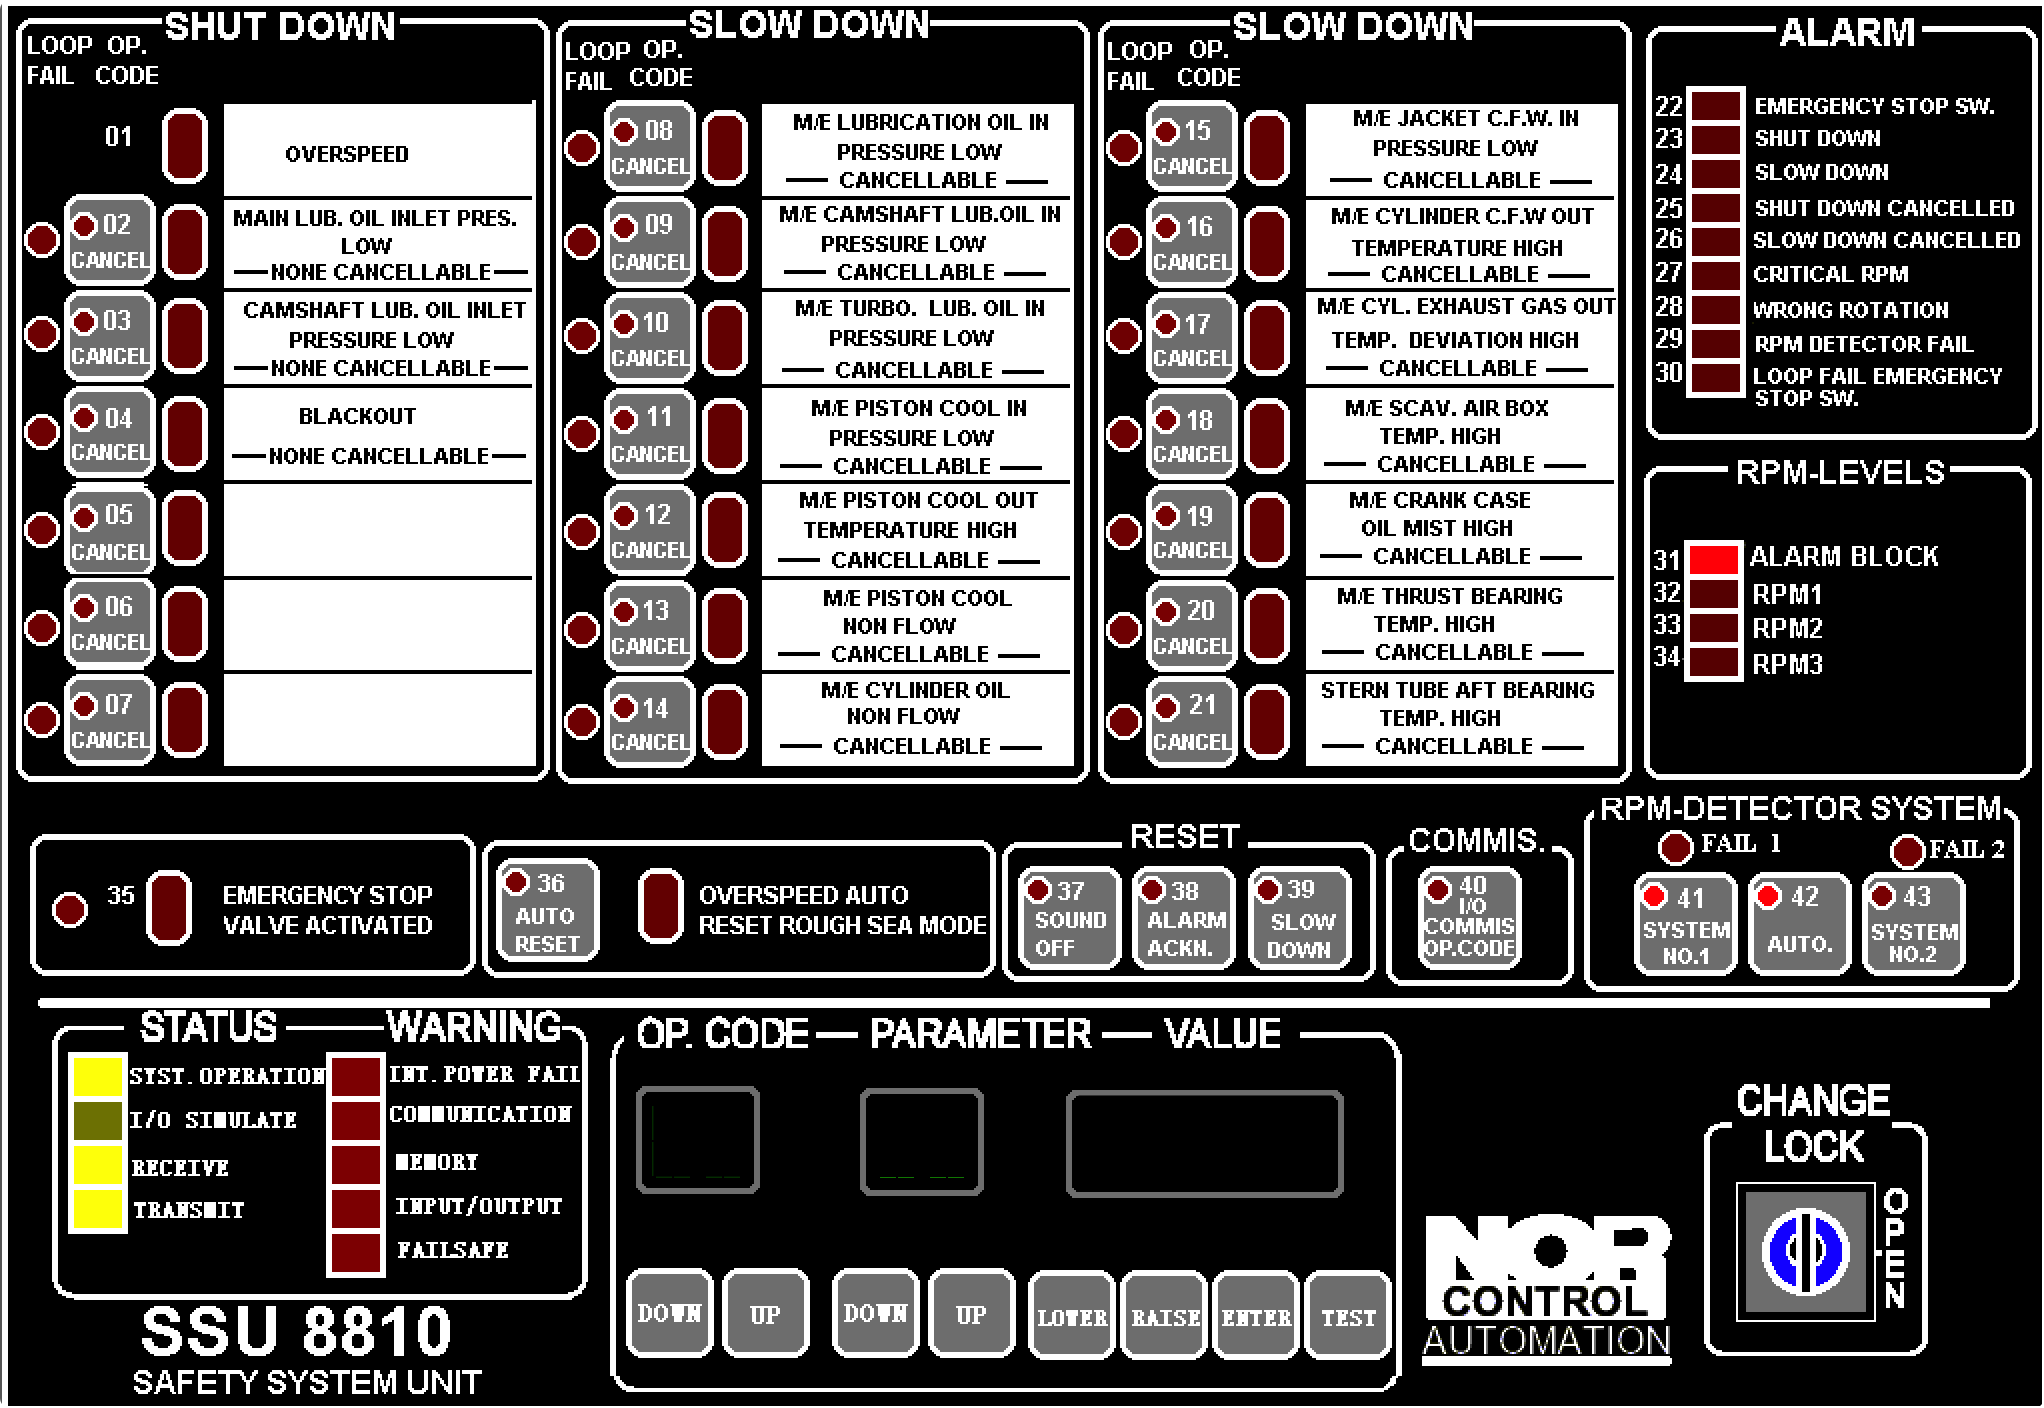 SHUT DOWN
LOOP OP.
FAIL CODE
01
OVERSPEED
02
CANCEL
MAIN LUB. OIL INLET PRES.
LOW
NONE CANCELLABLE
03
CANCEL
CAMSHAFT LUB. OIL INLET
PRESSURE LOW
NONE CANCELLABLE
04
CANCEL
BLACKOUT
NONE CANCELLABLE
05
CANCEL
06
CANCEL
07
CANCEL
SLOW DOWN
LOOP OP.
FAIL CODE
08
CANCEL
M/E LUBRICATION OIL IN
PRESSURE LOW
CANCELLABLE
09
CANCEL
M/E CAMSHAFT LUB.OIL IN
PRESSURE LOW
CANCELLABLE
10
CANCEL
M/E TURBO. LUB. OIL IN
PRESSURE LOW
CANCELLABLE
11
CANCEL
M/E PISTON COOL IN
PRESSURE LOW
CANCELLABLE
12
CANCEL
M/E PISTON COOL OUT
TEMPERATURE HIGH
CANCELLABLE
13
CANCEL
M/E PISTON COOL
NON FLOW
CANCELLABLE
14
CANCEL
M/E CYLINDER OIL
NON FLOW
CANCELLABLE
SLOW DOWN
LOOP OP.
FAIL CODE
15
CANCEL
M/E JACKET C.F.W. IN
PRESSURE LOW
CANCELLABLE
16
CANCEL
M/E CYLINDER C.F.W OUT
TEMPERATURE HIGH
CANCELLABLE
17
CANCEL
M/E CYL. EXHAUST GAS OUT
TEMP. DEVIATION HIGH
CANCELLABLE
18
CANCEL
M/E SCAV. AIR BOX
TEMP. HIGH
CANCELLABLE
19
CANCEL
M/E CRANK CASE
OIL MIST HIGH
CANCELLABLE
20
CANCEL
M/E THRUST BEARING
TEMP. HIGH
CANCELLABLE
21
CANCEL
STERN TUBE AFT BEARING
TEMP. HIGH
CANCELLABLE
ALARM
22 EMERGENCY STOP SW.
23 SHUT DOWN
24 SLOW DOWN
25 SHUT DOWN CANCELLED
26 SLOW DOWN CANCELLED
27 CRITICAL RPM
28 WRONG ROTATION
29 RPM DETECTOR FAIL
30 LOOP FAIL EMERGENCY
STOP SW.
RPM-LEVELS
31 ALARM BLOCK
32 RPM1
33 RPM2
34 RPM3
35
EMERGENCY STOP
VALVE ACTIVATED
36
AUTO
RESET
OVERSPEED AUTO
RESET ROUGH SEA MODE
RESET
37
SOUND
OFF
38
ALARM
ACKN.
39
SLOW
DOWN
COMMIS.
40
I/O
COMMIS
OP.CODE
RPM-DETECTOR SYSTEM
FAIL 1
FAIL 2
41
SYSTEM
NO.1
42
AUTO.
43
SYSTEM
NO.2
STATUS
SYST.OPERATION
I/O SIMULATE
RECEIVE
TRANSMIT
WARNING
INT.POWER FAIL
COMMUNICATION
MEMORY
INPUT/OUTPUT
FAILSAFE
SSU 8810
SAFETY SYSTEM UNIT
OP. CODE PARAMETER VALUE
DOWN UP DOWN UP LOWER RAISE ENTER TEST
NOR
CONTROL
AUTOMATION
CHANGE
LOCK
OPEN